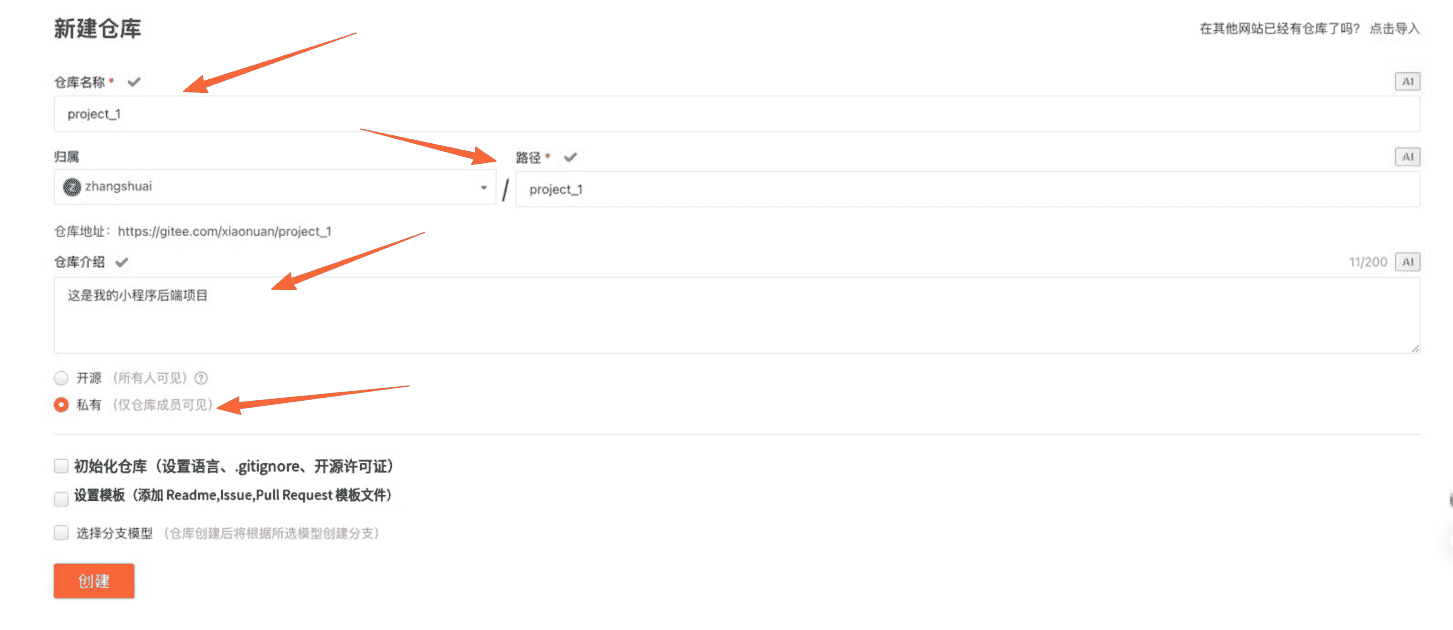 新建仓库
在其他网站已经有仓库了吗? 点击导入
仓库名称 *
AI
project_1
归属
路径 *
AI
Z zhangshuai
/
project_1
仓库地址：https://gitee.com/xiaonuan/project_1
仓库介绍
11/200 AI
这是我的小程序后端项目
开源 （所有人可见） ?
私有 （仅仓库成员可见）
初始化仓库（设置语言、.gitignore、开源许可证）
设置模板（添加 Readme,Issue,Pull Request 模板文件）
选择分支模型 （仓库创建后将根据所选模型创建分支）
创建